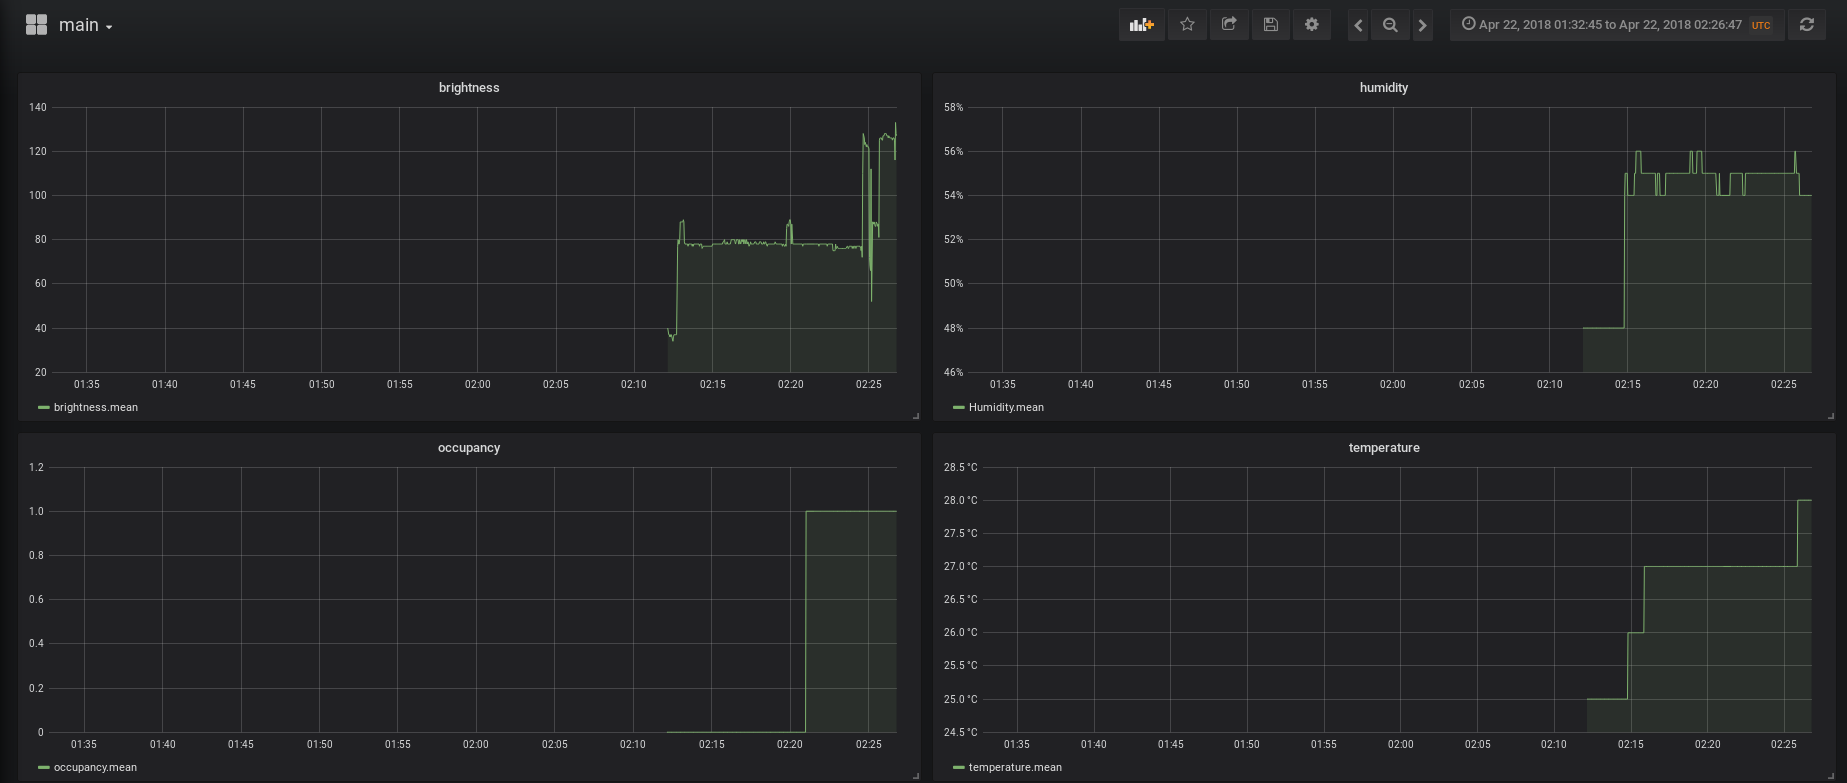 main
Apr 22, 2018 01:32:45 to Apr 22, 2018 02:26:47 UTC
brightness
140
120
100
80
60
40
20
01:35 01:40 01:45 01:50 01:55 02:00 02:05 02:10 02:15 02:20 02:25
brightness.mean
humidity
58%
56%
54%
52%
50%
48%
46%
01:35 01:40 01:45 01:50 01:55 02:00 02:05 02:10 02:15 02:20 02:25
Humidity.mean
occupancy
1.2
1.0
0.8
0.6
0.4
0.2
0
01:35 01:40 01:45 01:50 01:55 02:00 02:05 02:10 02:15 02:20 02:25
occupancy.mean
temperature
28.5 °C
28.0 °C
27.5 °C
27.0 °C
26.5 °C
26.0 °C
25.5 °C
25.0 °C
24.5 °C
01:35 01:40 01:45 01:50 01:55 02:00 02:05 02:10 02:15 02:20 02:25
temperature.mean